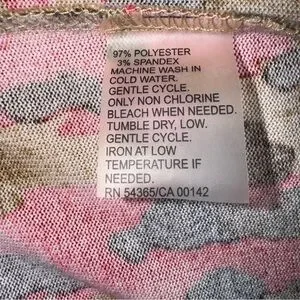 97% POLYESTER
3% SPANDEX
MACHINE WASH IN
COLD WATER.
GENTLE CYCLE.
ONLY NON CHLORINE
BLEACH WHEN NEEDED.
TUMBLE DRY, LOW.
GENTLE CYCLE.
IRON AT LOW
TEMPERATURE IF
NEEDED.
RN 54365/CA 00142